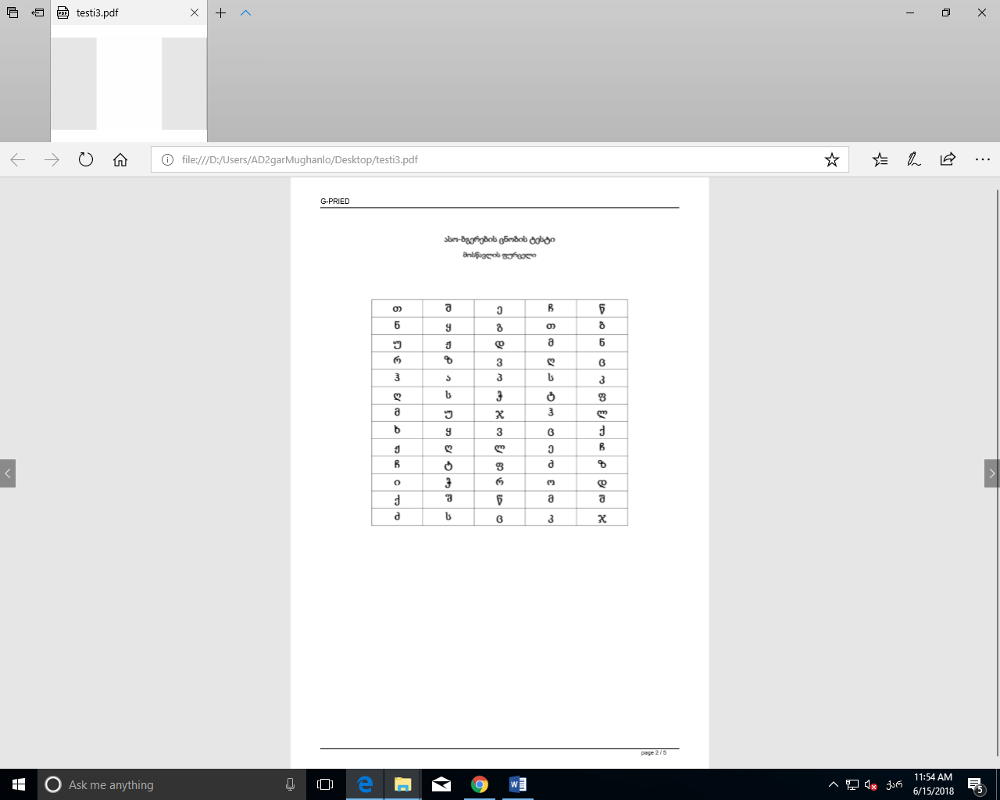 testi3.pdf
file:///D:/Users/AD2garMughanlo/Desktop/testi3.pdf
G-PRIED
ასო-ბგერების ცნობის ტესტი
მოსწავლის ფურცელი
თ შ ე ჩ წ
ნ ყ გ თ ბ
უ ჟ დ მ ნ
რ ზ ვ ღ ც
ჰ ა პ ს კ
ღ ს ჭ ტ ფ
მ უ ჯ ჰ ლ
ხ ყ ვ ც ქ
ჟ ღ ლ ე ჩ
ჩ ტ ფ ძ ზ
ი ჭ რ ო დ
ქ შ წ მ შ
ძ ს ც კ ჯ
page 2 / 5
Ask me anything
ქარ
11:54 AM
6/15/2018
5